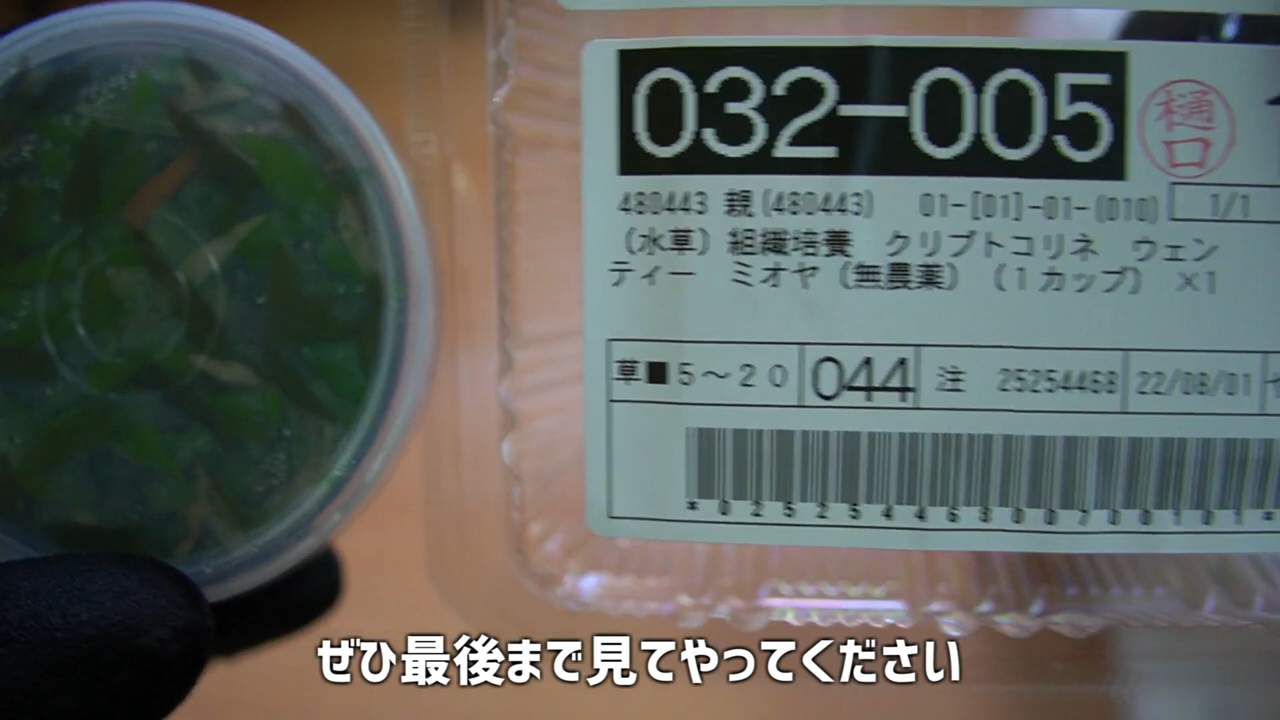 032-005
樋口
480443 親(480443) 01-[01]-01-(010) 1/1
(水草) 組織培養 クリプトコリネ ウェン
ティー ミオヤ (無農薬) (1カップ) ×1
草■5~20 044 注 25254468 22/08/01
*02525446800700101*
ぜひ最後まで見てやってください